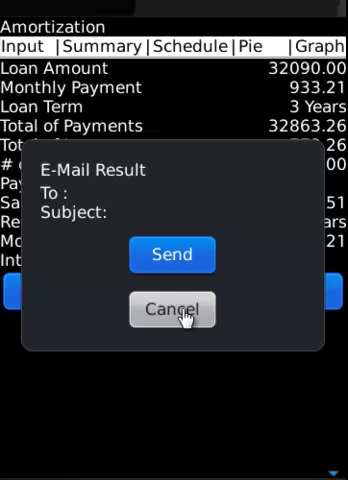 Amortization
Input |Summary|Schedule|Pie |Graph
Loan Amount 32090.00
Monthly Payment 933.21
Loan Term 3 Years
Total of Payments 32863.26
E-Mail Result
To :
Subject:
Send
Cancel